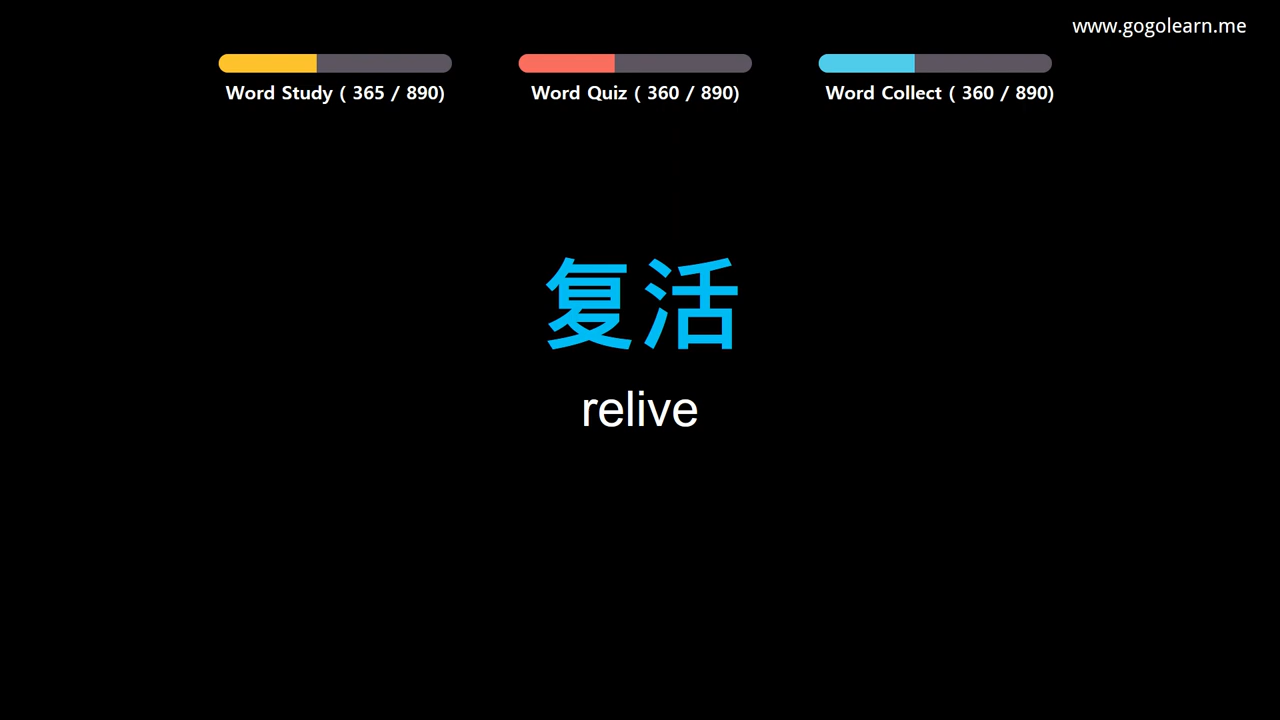 www.gogolearn.me
Word Study ( 365 / 890) Word Quiz ( 360 / 890) Word Collect ( 360 / 890)
复活
relive